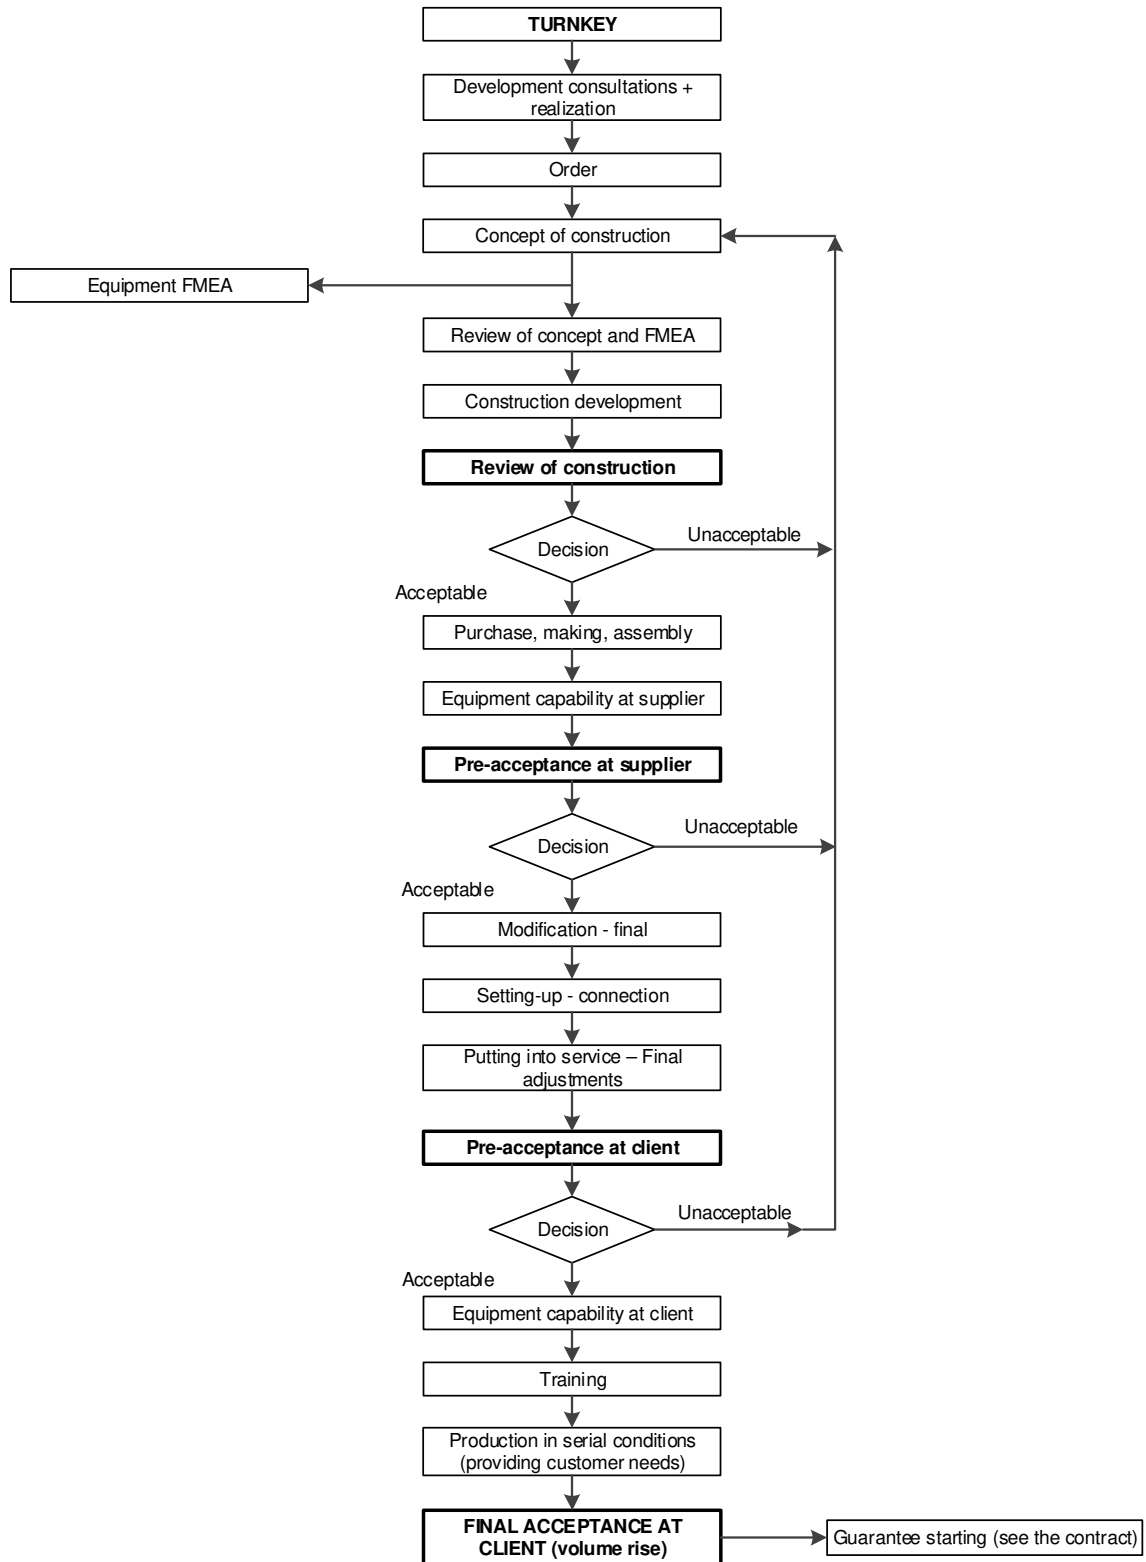 TURNKEY
Development consultations +
realization
Order
Concept of construction
Equipment FMEA
Review of concept and FMEA
Construction development
Review of construction
Decision
Unacceptable
Acceptable
Purchase, making, assembly
Equipment capability at supplier
Pre-acceptance at supplier
Decision
Unacceptable
Acceptable
Modification - final
Setting-up - connection
Putting into service – Final
adjustments
Pre-acceptance at client
Decision
Unacceptable
Acceptable
Equipment capability at client
Training
Production in serial conditions
(providing customer needs)
FINAL ACCEPTANCE AT
CLIENT (volume rise)
Guarantee starting (see the contract)